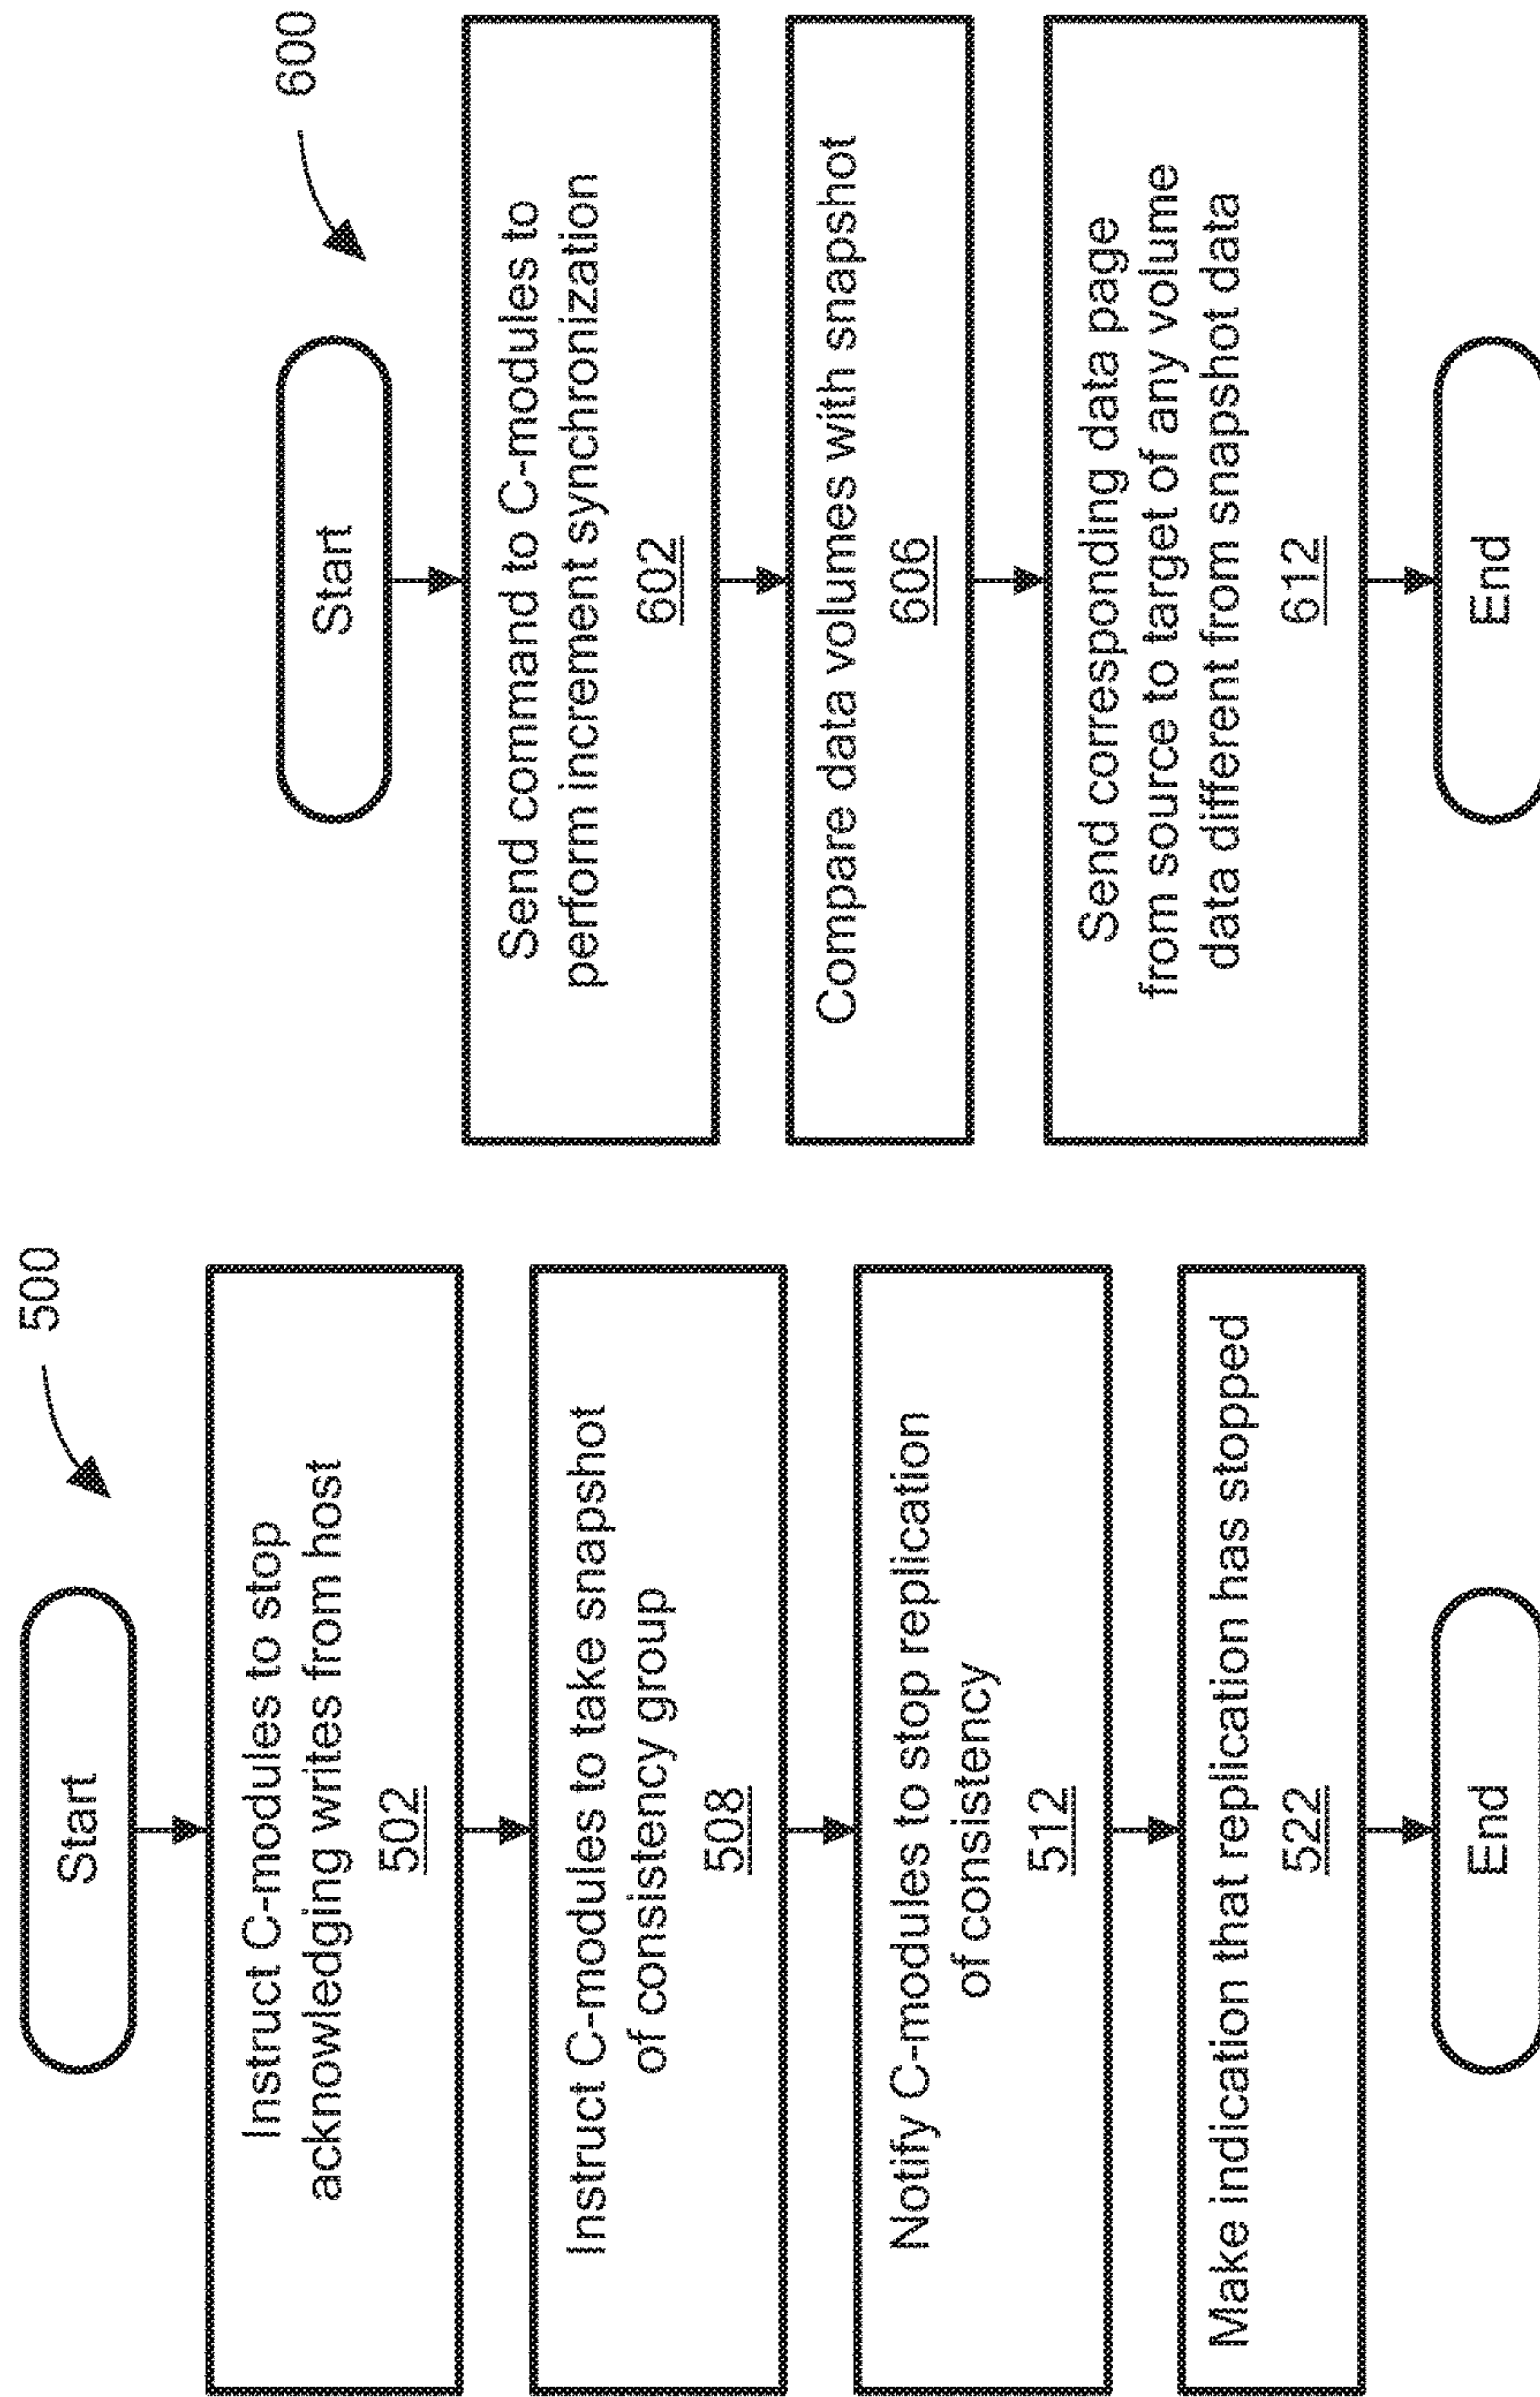 500
Start
Instruct C-modules to stop
acknowledging writes from host
502
Instruct C-modules to take snapshot
of consistency group
508
Notify C-modules to stop replication
of consistency
512
Make indication that replication has stopped
522
End
600
Start
Send command to C-modules to
perform increment synchronization
602
Compare data volumes with snapshot
606
Send corresponding data page
from source to target of any volume
data different from snapshot data
612
End